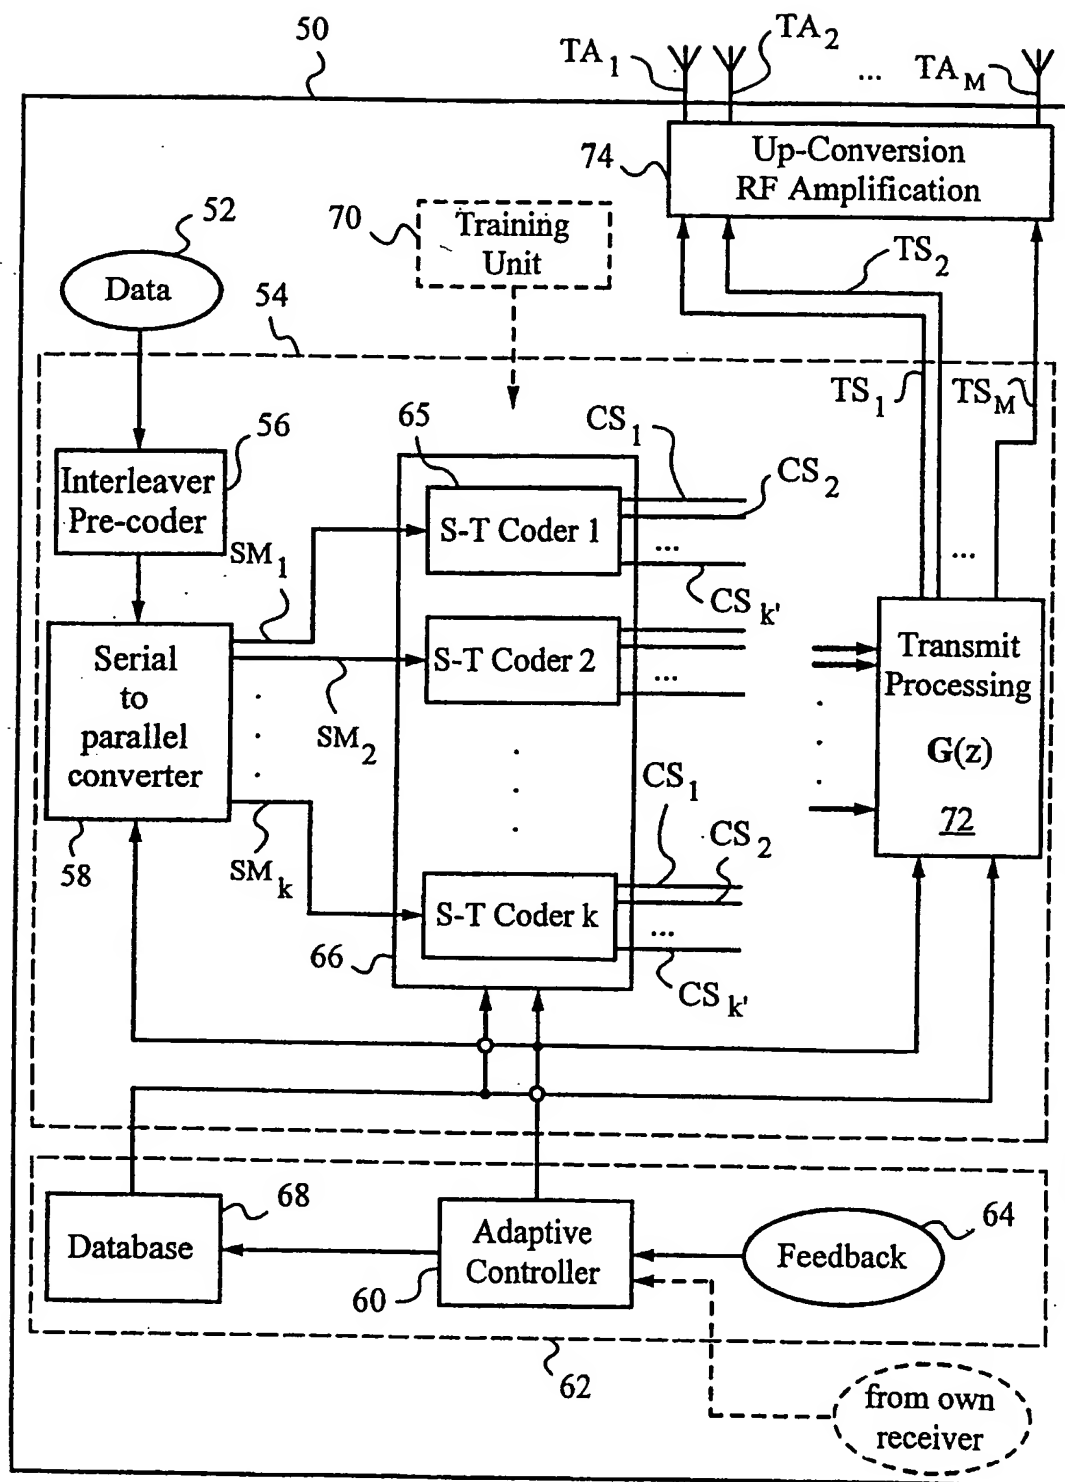 50
TA1
TA2
...
TAM
74
Up-Conversion
RF Amplification
52
Data
70
Training
Unit
TS2
54
TS1
TSM
56
Interleaver
Pre-coder
65
CS1
CS2
S-T Coder 1
...
CSk'
SM1
Serial
to
parallel
converter
58
SM2
SMk
S-T Coder 2
...
...
Transmit
Processing
G(z)
72
CS1
CS2
S-T Coder k
...
CSk'
66
68
Database
Adaptive
Controller
60
64
Feedback
62
from own
receiver